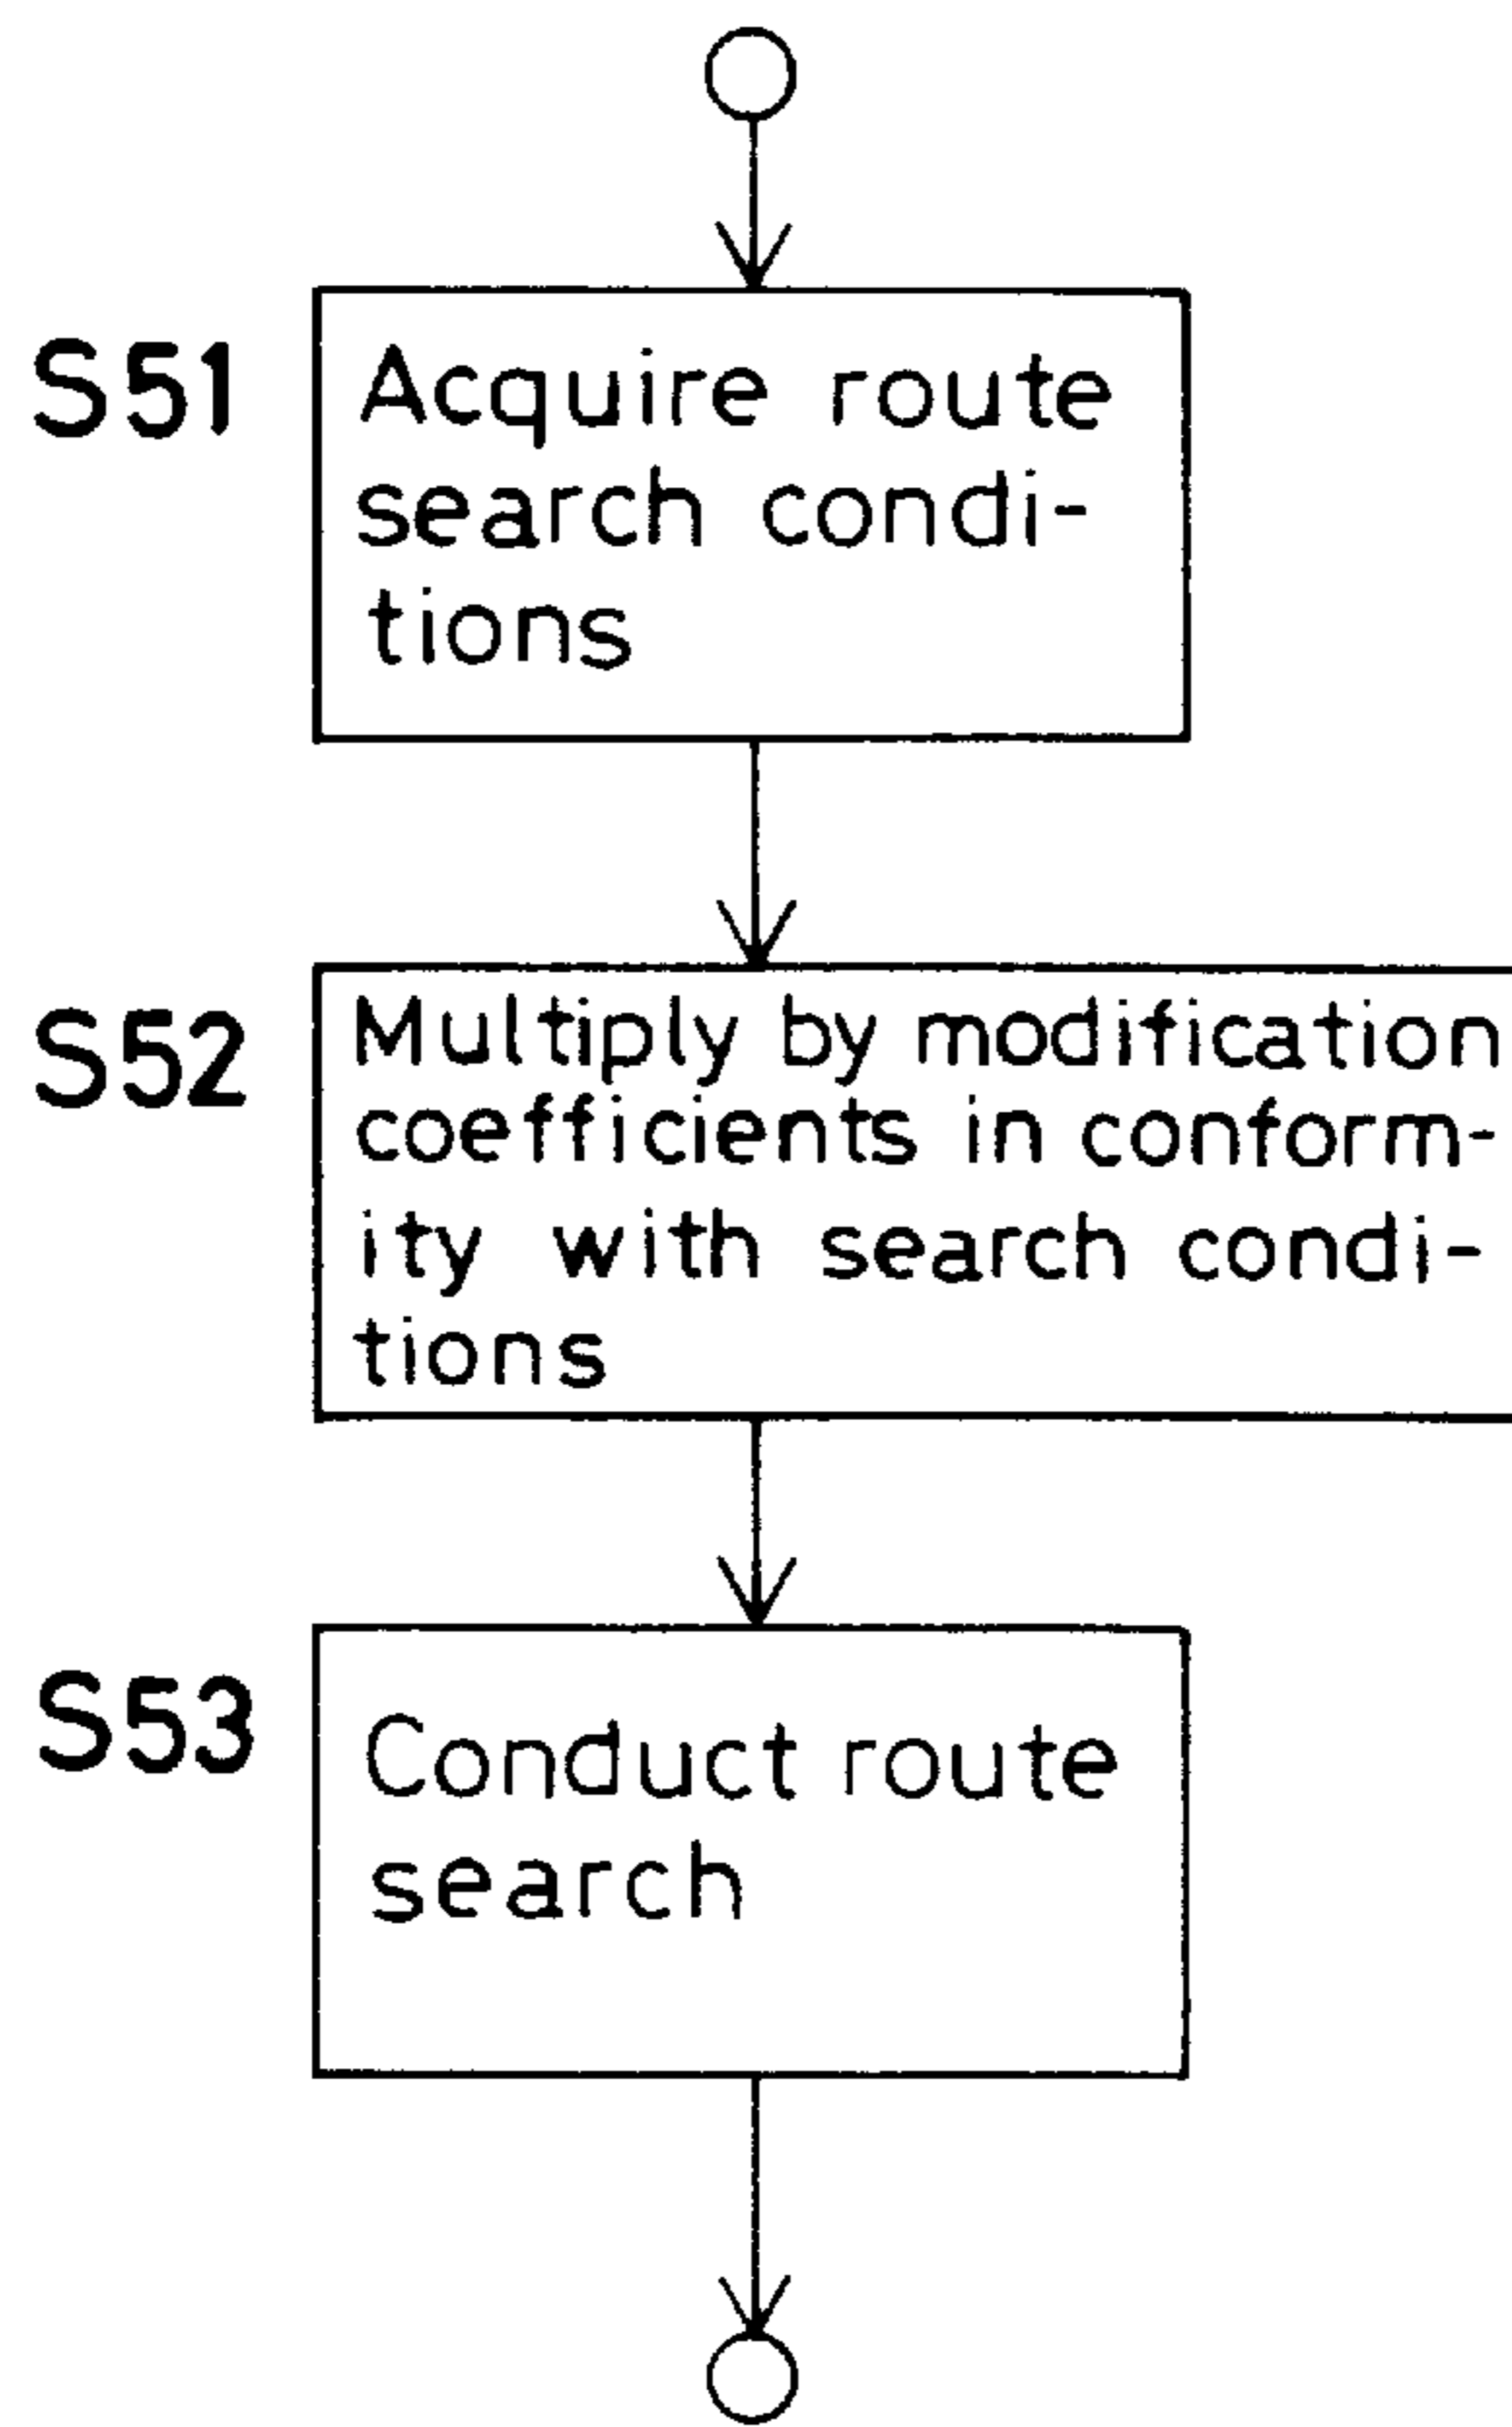 S51
Acquire route
search condi-
tions
S52
Multiply by modification
coefficients in conform-
ity with search condi-
tions
S53
Conduct route
search